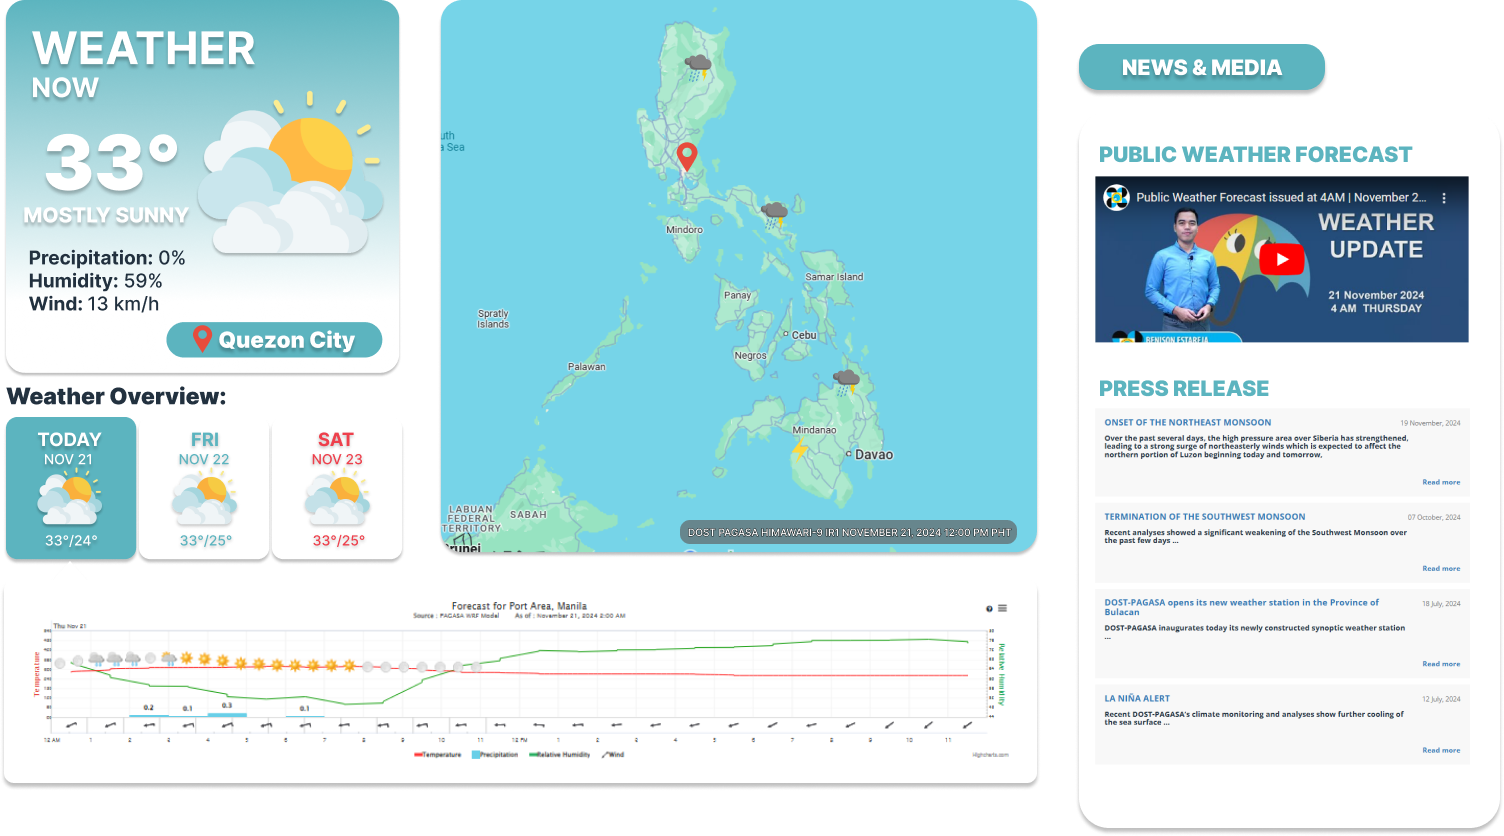 WEATHER
NOW
33°
MOSTLY SUNNY
Precipitation: 0%
Humidity: 59%
Wind: 13 km/h
Quezon City
Weather Overview:
TODAY
NOV 21
33°/24°
FRI
NOV 22
33°/25°
SAT
NOV 23
33°/25°
uth
a Sea
Mindoro
Samar Island
Panay
Spratly
Islands
Cebu
Negros
Palawan
Mindanao
Davao
LABUAN
FEDERAL
TERRITORY
SABAH
Brunei
DOST PAGASA HIMAWARI-9 IR1 NOVEMBER 21, 2024 12:00 PM PHT
Forecast for Port Area, Manila
Source : PAGASA WRF Model As of : November 21, 2024 2:00 AM
Thu Nov 21
Temperature
Relative Humidity
0.2
0.1
0.3
0.1
12 AM 1 2 3 4 5 6 7 8 9 10 11 12 PM 1 2 3 4 5 6 7 8 9 10 11
Temperature Precipitation Relative Humidity Wind
Highcharts.com
NEWS & MEDIA
PUBLIC WEATHER FORECAST
Public Weather Forecast issued at 4AM | November 2...
WEATHER
UPDATE
21 November 2024
4 AM THURSDAY
BENISON ESTAREJA
PRESS RELEASE
ONSET OF THE NORTHEAST MONSOON
19 November, 2024
Over the past several days, the high pressure area over Siberia has strengthened,
leading to a strong surge of northeasterly winds which is expected to affect the
northern portion of Luzon beginning today and tomorrow,
Read more
TERMINATION OF THE SOUTHWEST MONSOON
07 October, 2024
Recent analyses showed a significant weakening of the Southwest Monsoon over
the past few days ...
Read more
DOST-PAGASA opens its new weather station in the Province of
Bulacan
18 July, 2024
DOST-PAGASA inaugurates today its newly constructed synoptic weather station
...
Read more
LA NIÑA ALERT
12 July, 2024
Recent DOST-PAGASA's climate monitoring and analyses show further cooling of
the sea surface ...
Read more